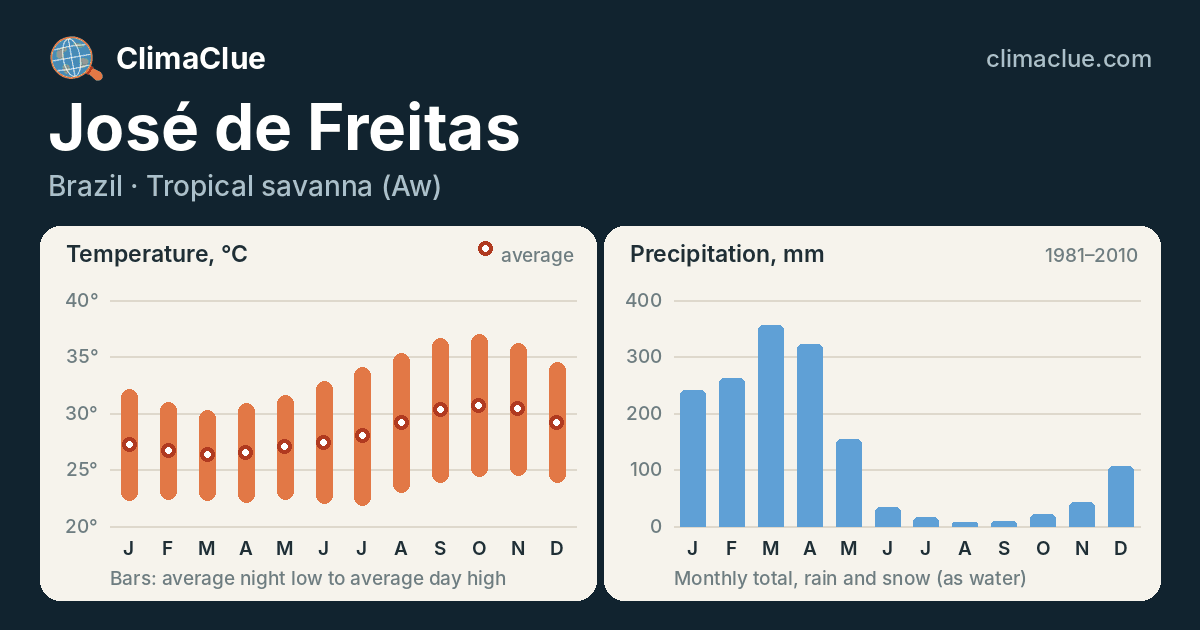 ClimaClue
climaclue.com
José de Freitas
Brazil · Tropical savanna (Aw)
Temperature, °C
average
40°
35°
30°
25°
20°
J F M A M J J A S O N D
Bars: average night low to average day high
Precipitation, mm
1981–2010
400
300
200
100
0
J F M A M J J A S O N D
Monthly total, rain and snow (as water)